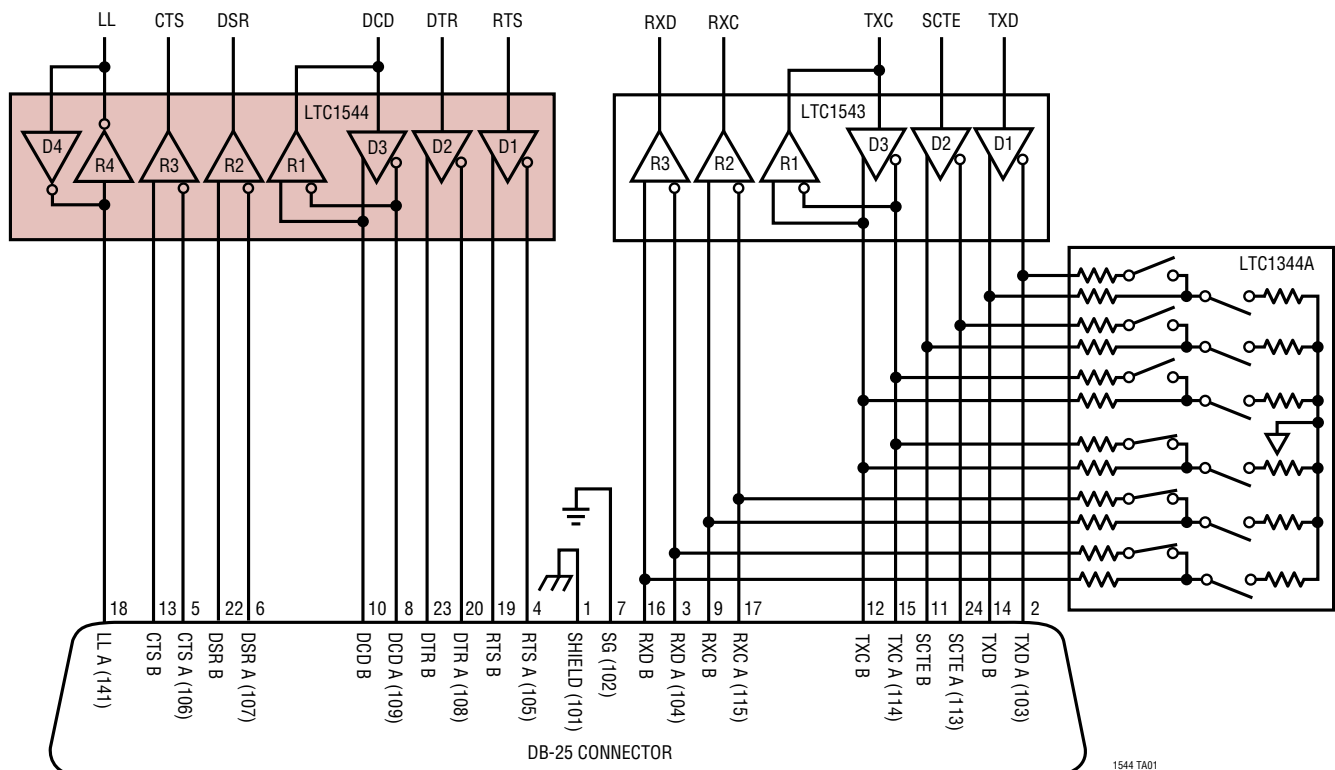 LL CTS DSR DCD DTR RTS RXD RXC TXC SCTE TXD
LTC1544 LTC1543
D4 R4 R3 R2 R1 D3 D2 D1 R3 R2 R1 D3 D2 D1
LTC1344A
18 13 5 22 6 10 8 23 20 19 4 1 7 16 3 9 17 12 15 11 24 14 2
LL A (141)
CTS B
CTS A (106)
DSR B
DSR A (107)
DCD B
DCD A (109)
DTR B
DTR A (108)
RTS B
RTS A (105)
SHIELD (101)
SG (102)
RXD B
RXD A (104)
RXC B
RXC A (115)
TXC B
TXC A (114)
SCTE B
SCTE A (113)
TXD B
TXD A (103)
DB-25 CONNECTOR
1544 TA01